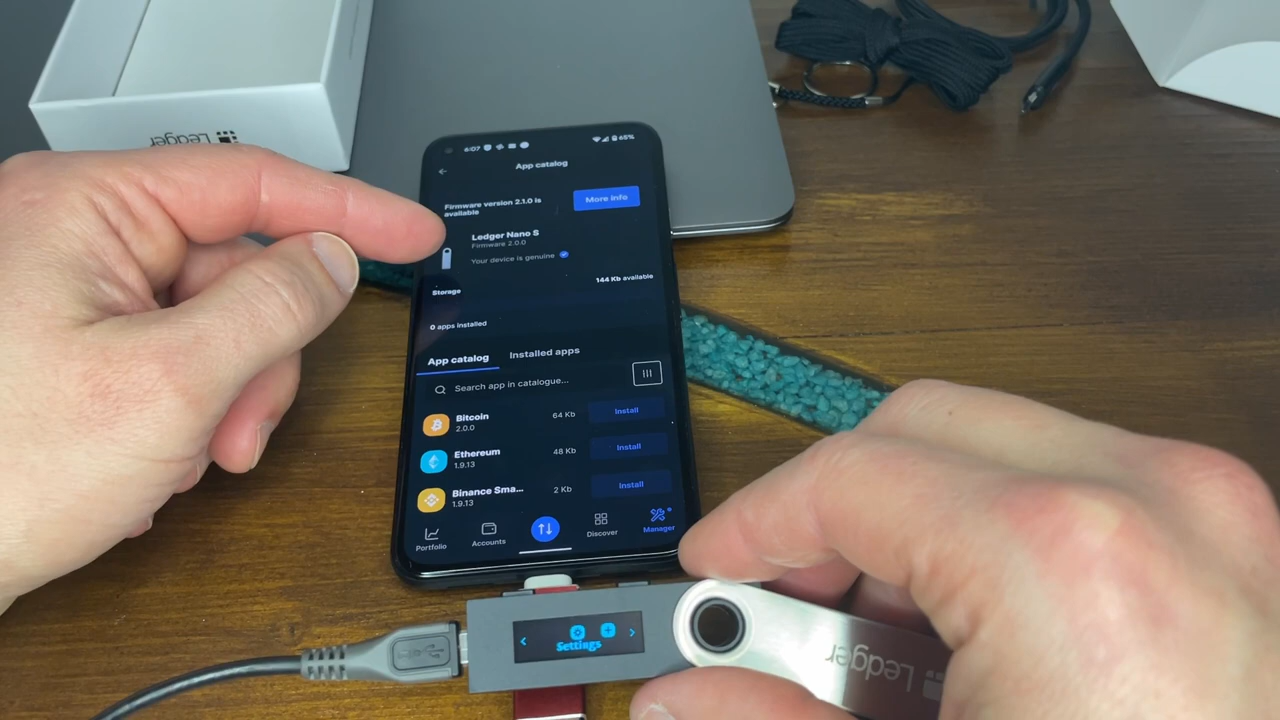 Ledger
6:07
65%
App catalog
Firmware version 2.1.0 is
available
More info
Ledger Nano S
Firmware 2.0.0
Your device is genuine
144 Kb available
Storage
0 apps installed
App catalog
Installed apps
Search app in catalogue...
Bitcoin
2.0.0
64 Kb
Install
Ethereum
1.9.13
48 Kb
Install
Binance Sma...
1.9.13
2 Kb
Install
Portfolio
Accounts
Discover
Manager
Settings
Ledger